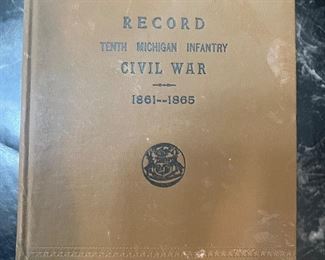 RECORD
TENTH MICHIGAN INFANTRY
CIVIL WAR
1861--1865